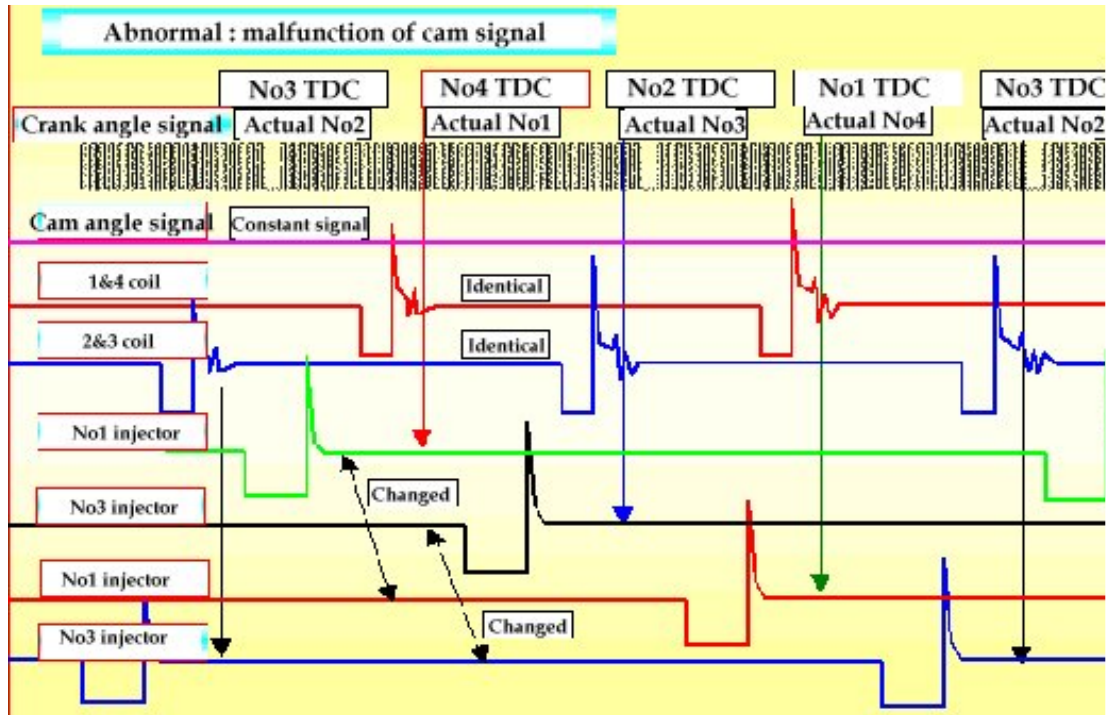 Abnormal : malfunction of cam signal
No3 TDC
No4 TDC
No2 TDC
No1 TDC
No3 TDC
Crank angle signal
Actual No2
Actual No1
Actual No3
Actual No4
Actual No2
Cam angle signal
Constant signal
1&4 coil
Identical
2&3 coil
Identical
No1 injector
Changed
No3 injector
No1 injector
Changed
No3 injector